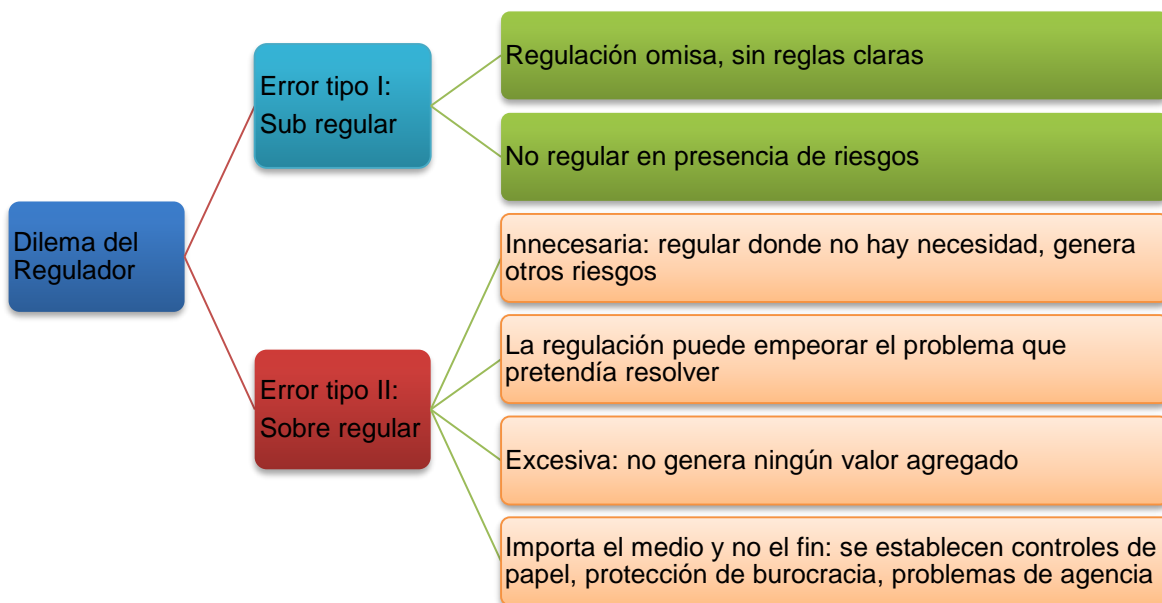 Dilema del
Regulador
Error tipo I:
Sub regular
Regulación omisa, sin reglas claras
No regular en presencia de riesgos
Error tipo II:
Sobre regular
Innecesaria: regular donde no hay necesidad, genera
otros riesgos
La regulación puede empeorar el problema que
pretendía resolver
Excesiva: no genera ningún valor agregado
Importa el medio y no el fin: se establecen controles de
papel, protección de burocracia, problemas de agencia